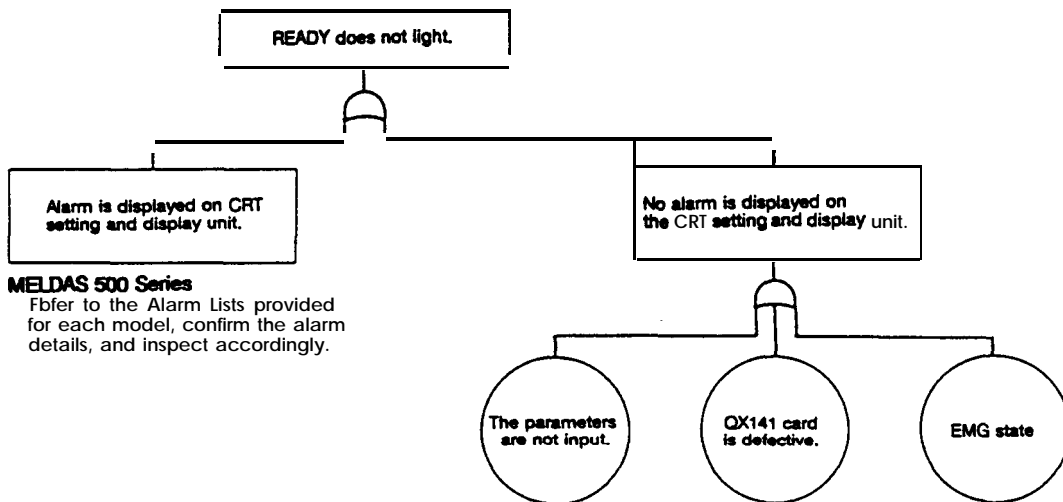 READY does not light.
Alarm is displayed on CRT
setting and display unit.
No alarm is displayed on
the CRT setting and display unit.
MELDAS 500 Series
Fbfer to the Alarm Lists provided
for each model, confirm the alarm
details, and inspect accordingly.
The parameters
are not input.
QX141 card
is defective.
EMG state